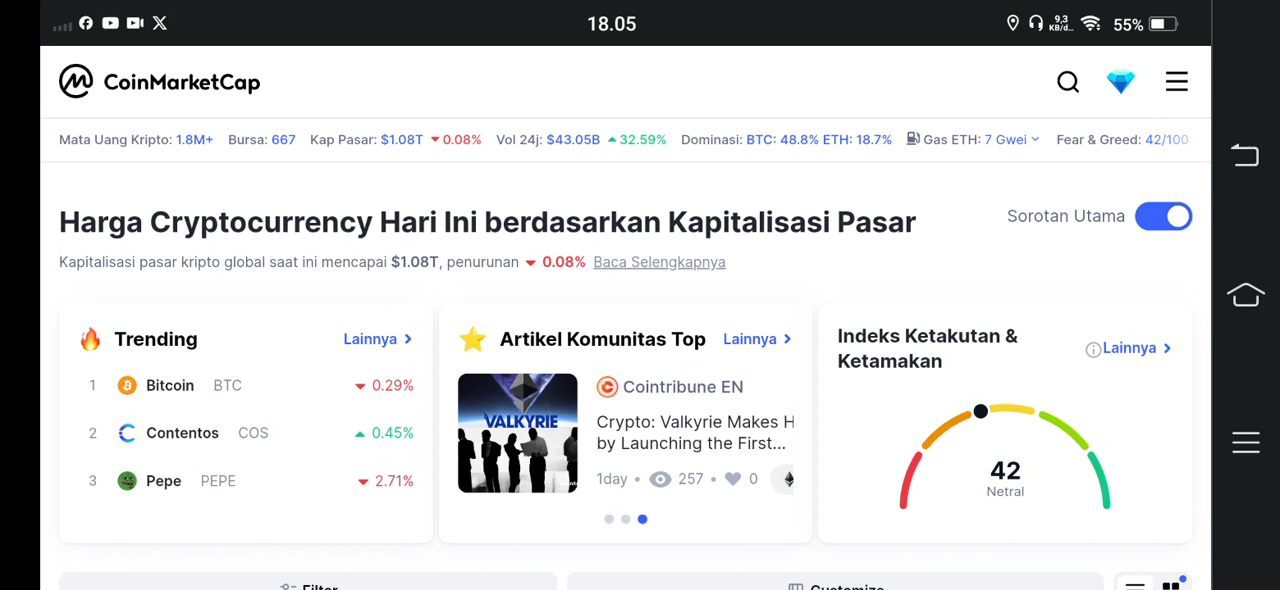 18.05
9,3
KB/d...
55%
CoinMarketCap
Mata Uang Kripto: 1.8M+ Bursa: 667 Kap Pasar: $1.08T 0.08% Vol 24j: $43.05B 32.59% Dominasi: BTC: 48.8% ETH: 18.7% Gas ETH: 7 Gwei Fear & Greed: 42/100
Harga Cryptocurrency Hari Ini berdasarkan Kapitalisasi Pasar
Sorotan Utama
Kapitalisasi pasar kripto global saat ini mencapai $1.08T, penurunan 0.08% Baca Selengkapnya
Trending
Lainnya
1 Bitcoin BTC 0.29%
2 Contentos COS 0.45%
3 Pepe PEPE 2.71%
Artikel Komunitas Top
Lainnya
VALKYRIE
Cointribune EN
Crypto: Valkyrie Makes H
by Launching the First...
1day • 257 • 0
Indeks Ketakutan &
Ketamakan
Lainnya
42
Netral
Filter
Customize